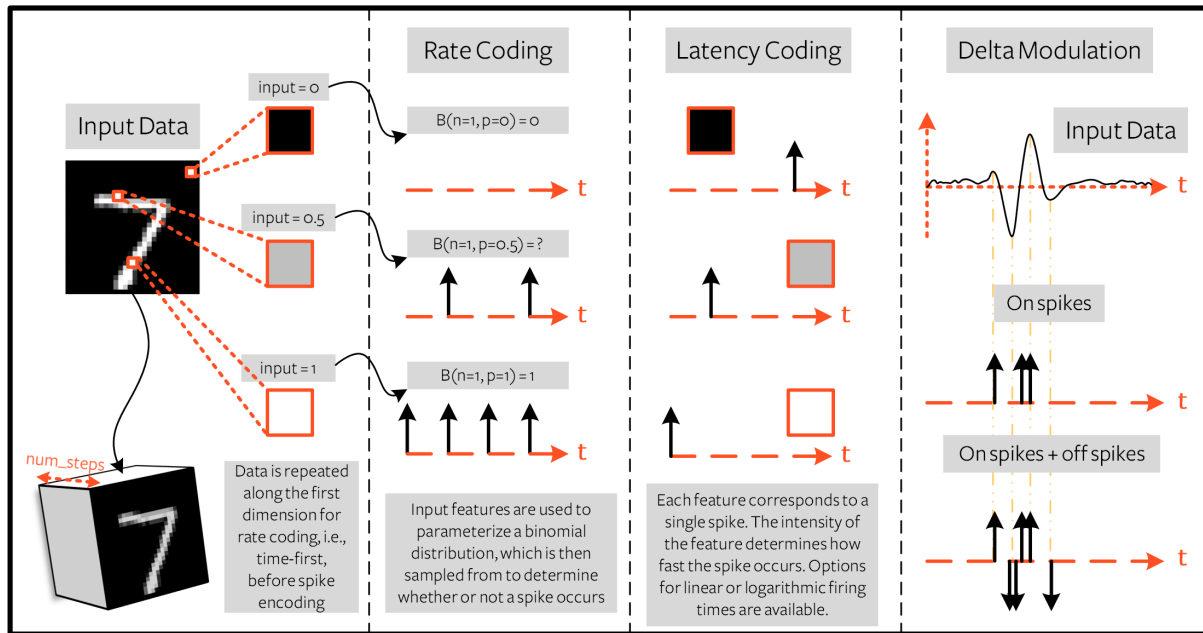 Input Data
num_steps
input = 0
input = 0.5
input = 1
Data is repeated
along the first
dimension for
rate coding, i.e.,
time-first,
before spike
encoding
Rate Coding
B(n=1, p=0) = 0
t
B(n=1, p=0.5) = ?
t
B(n=1, p=1) = 1
t
Input features are used to
parameterize a binomial
distribution, which is then
sampled from to determine
whether or not a spike occurs
Latency Coding
t
t
t
Each feature corresponds to a
single spike. The intensity of
the feature determines how
fast the spike occurs. Options
for linear or logarithmic firing
times are available.
Delta Modulation
Input Data
t
On spikes
t
On spikes + off spikes
t